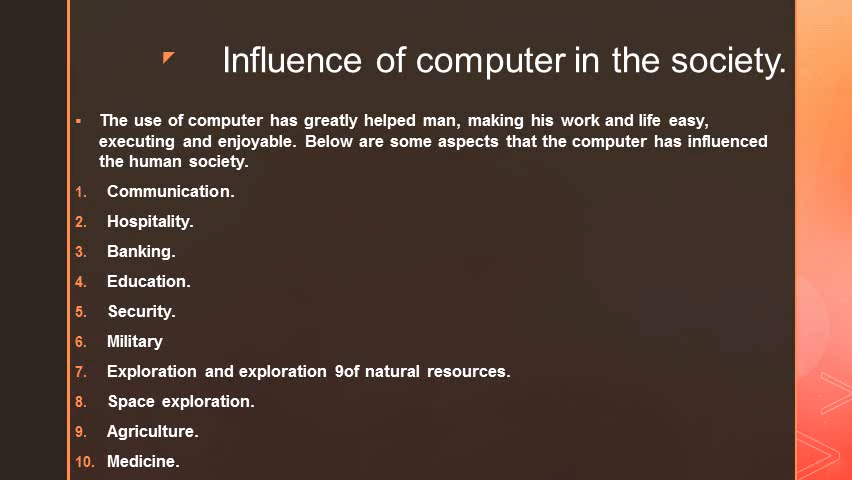 Influence of computer in the society.
The use of computer has greatly helped man, making his work and life easy,
executing and enjoyable. Below are some aspects that the computer has influenced
the human society.
1. Communication.
2. Hospitality.
3. Banking.
4. Education.
5. Security.
6. Military
7. Exploration and exploration 9of natural resources.
8. Space exploration.
9. Agriculture.
10. Medicine.